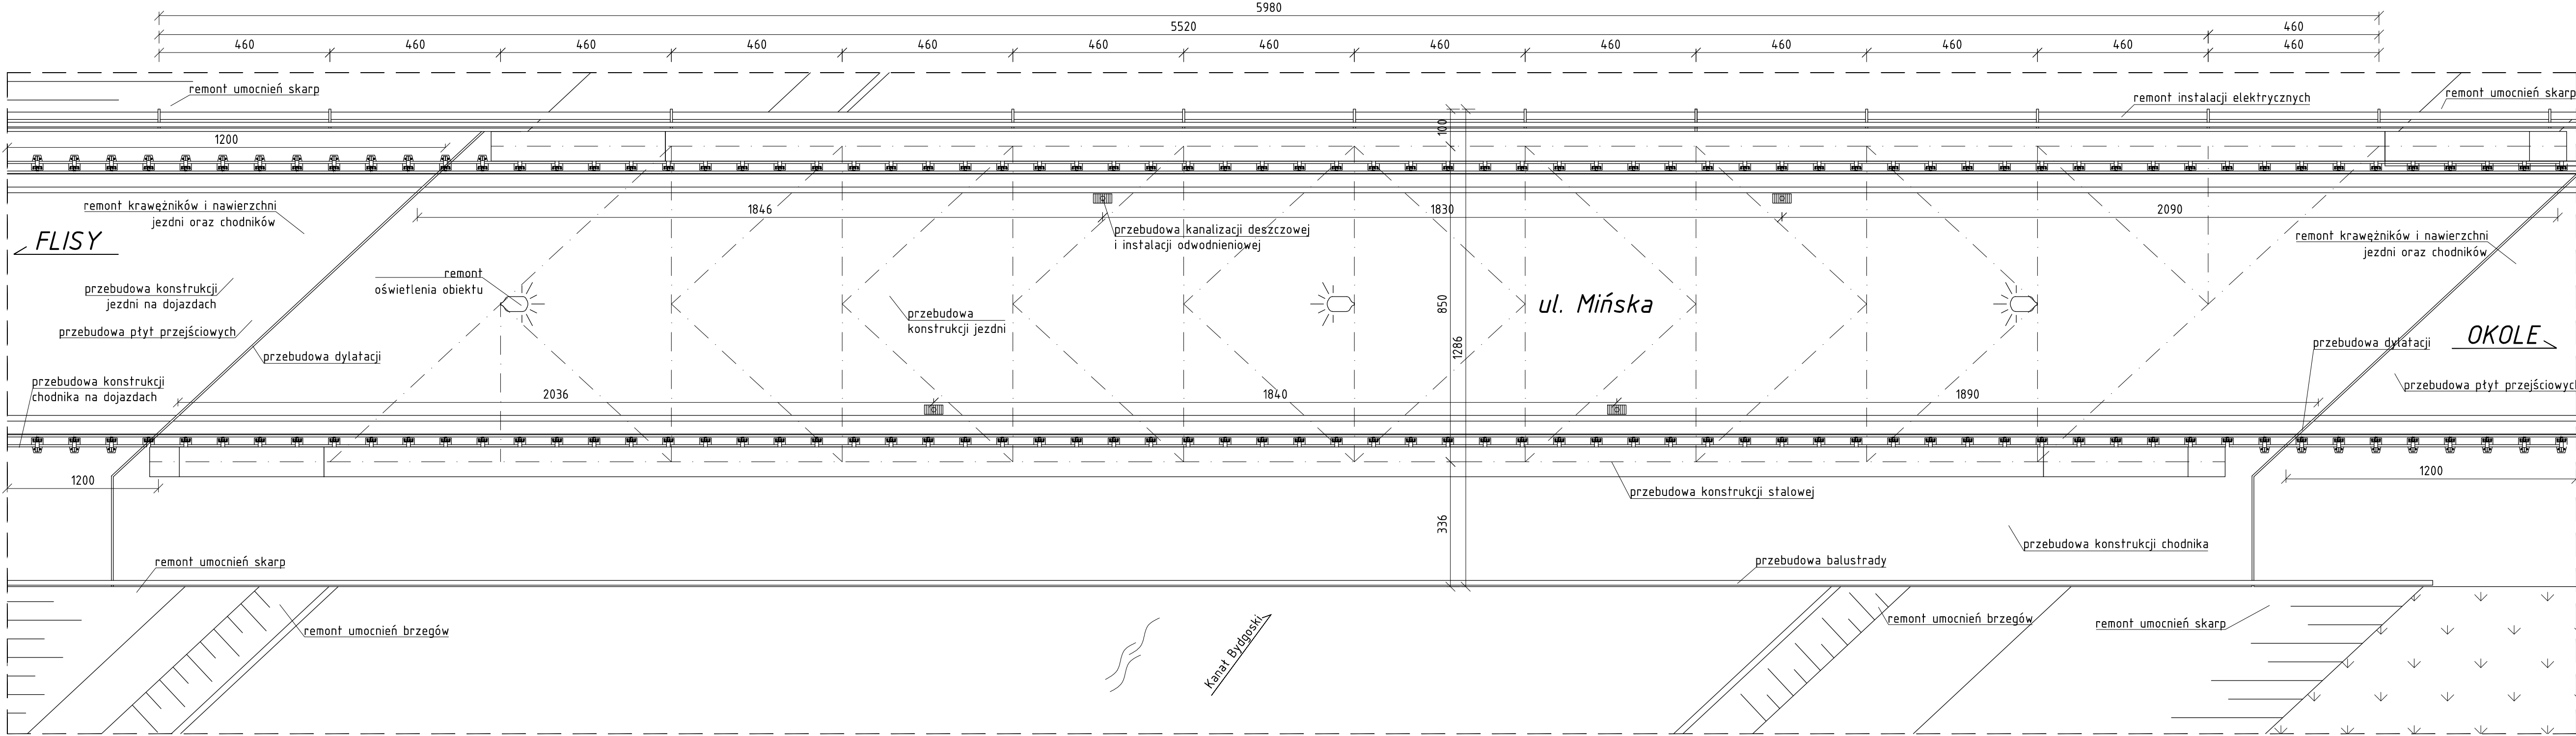 5980
5520
460
460
460
460
460
460
460
460
460
460
460
460
460
460
remont umocnień skarp
remont instalacji elektrycznych
remont umocnień skarp
1200
100
remont krawężników i nawierzchni
jezdni oraz chodników
1846
1830
2090
FLISY
przebudowa kanalizacji deszczowej
i instalacji odwodnieniowej
remont krawężników i nawierzchni
jezdni oraz chodników
remont
oświetlenia obiektu
przebudowa konstrukcji
jezdni na dojazdach
przebudowa
konstrukcji jezdni
850
ul. Mińska
przebudowa płyt przejściowych
1286
OKOLE
przebudowa dylatacji
przebudowa dylatacji
przebudowa konstrukcji
chodnika na dojazdach
przebudowa płyt przejściowych
2036
1840
1890
1200
1200
przebudowa konstrukcji stalowej
336
przebudowa konstrukcji chodnika
remont umocnień skarp
przebudowa balustrady
remont umocnień brzegów
Kanał Bydgoski
remont umocnień brzegów
remont umocnień skarp